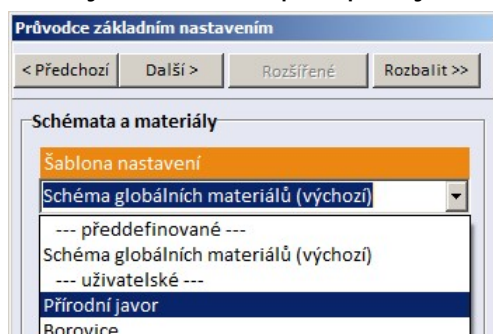 Průvodce základním nastavením
< Předchozí Další > Rozšířené Rozbalit >>
Schémata a materiály
Šablona nastavení
Schéma globálních materiálů (výchozí)
--- předdefinované ---
Schéma globálních materiálů (výchozí)
--- uživatelské ---
Přírodní javor
Borovice